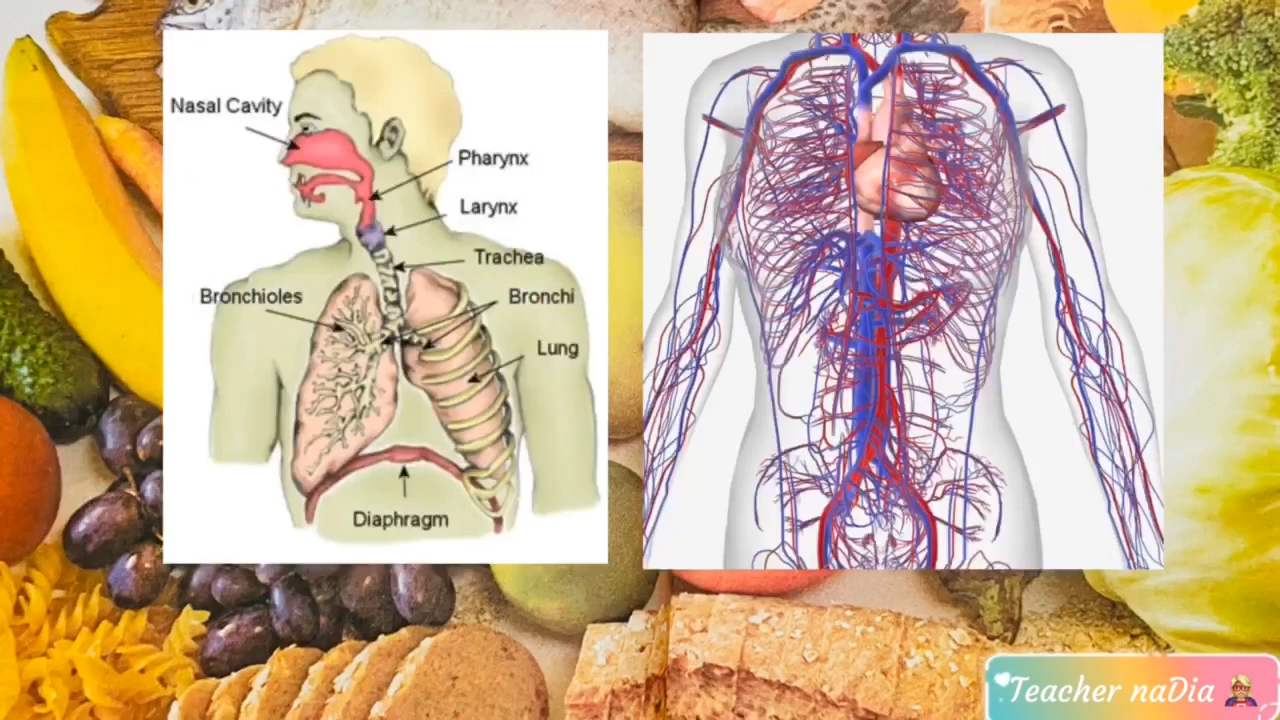 Nasal Cavity
Pharynx
Larynx
Trachea
Bronchioles
Bronchi
Lung
Diaphragm
Teacher naDia